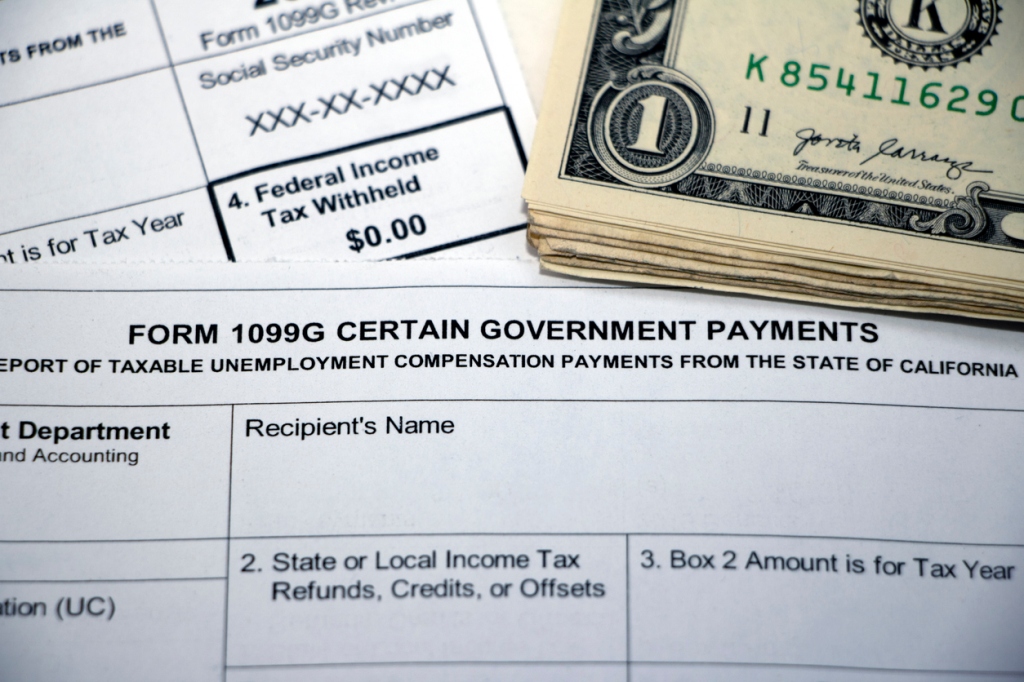 TS FROM THE
Form 1099G Rev
Social Security Number
XXX-XX-XXXX
4. Federal Income
Tax Withheld
$0.00
nt is for Tax Year
K
K 85411629
1
11
Treasurer of the United States.
FORM 1099G CERTAIN GOVERNMENT PAYMENTS
EPORT OF TAXABLE UNEMPLOYMENT COMPENSATION PAYMENTS FROM THE STATE OF CALIFORNIA
t Department
nd Accounting
Recipient's Name
2. State or Local Income Tax
Refunds, Credits, or Offsets
3. Box 2 Amount is for Tax Year
tion (UC)